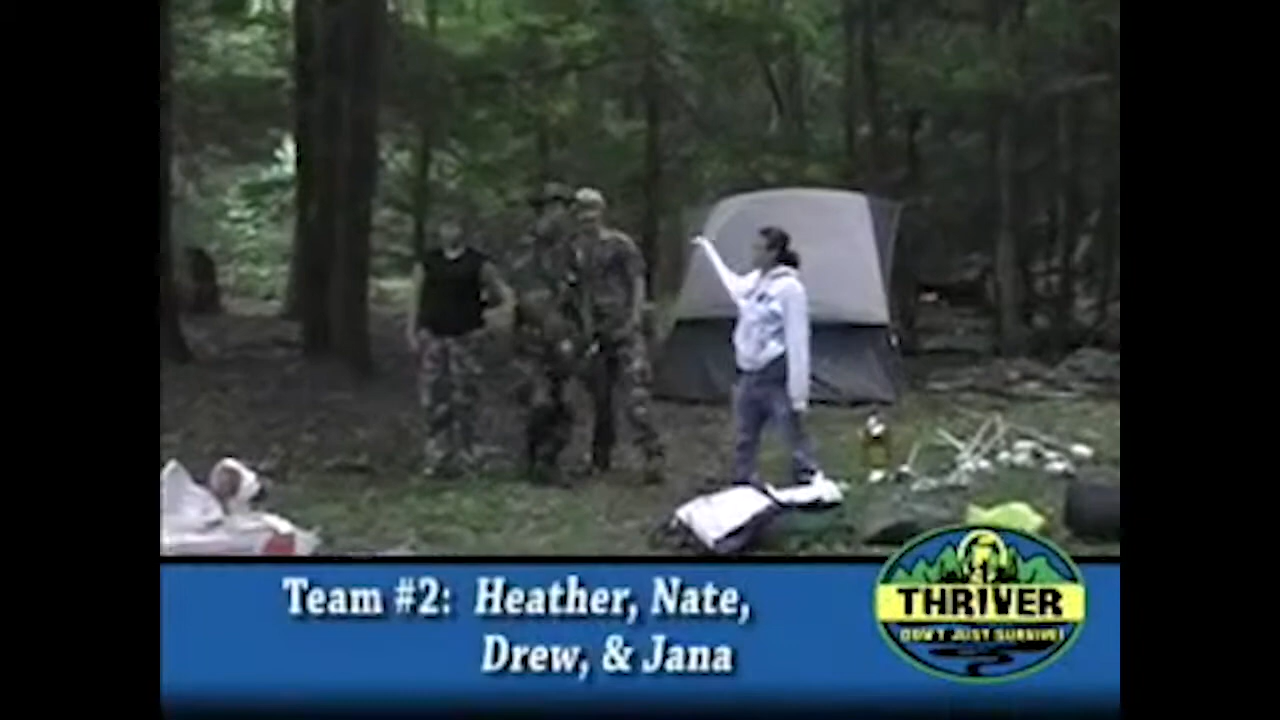 Team #2: Heather, Nate,
Drew, & Jana
THRIVER
DON'T JUST SURVIVE!